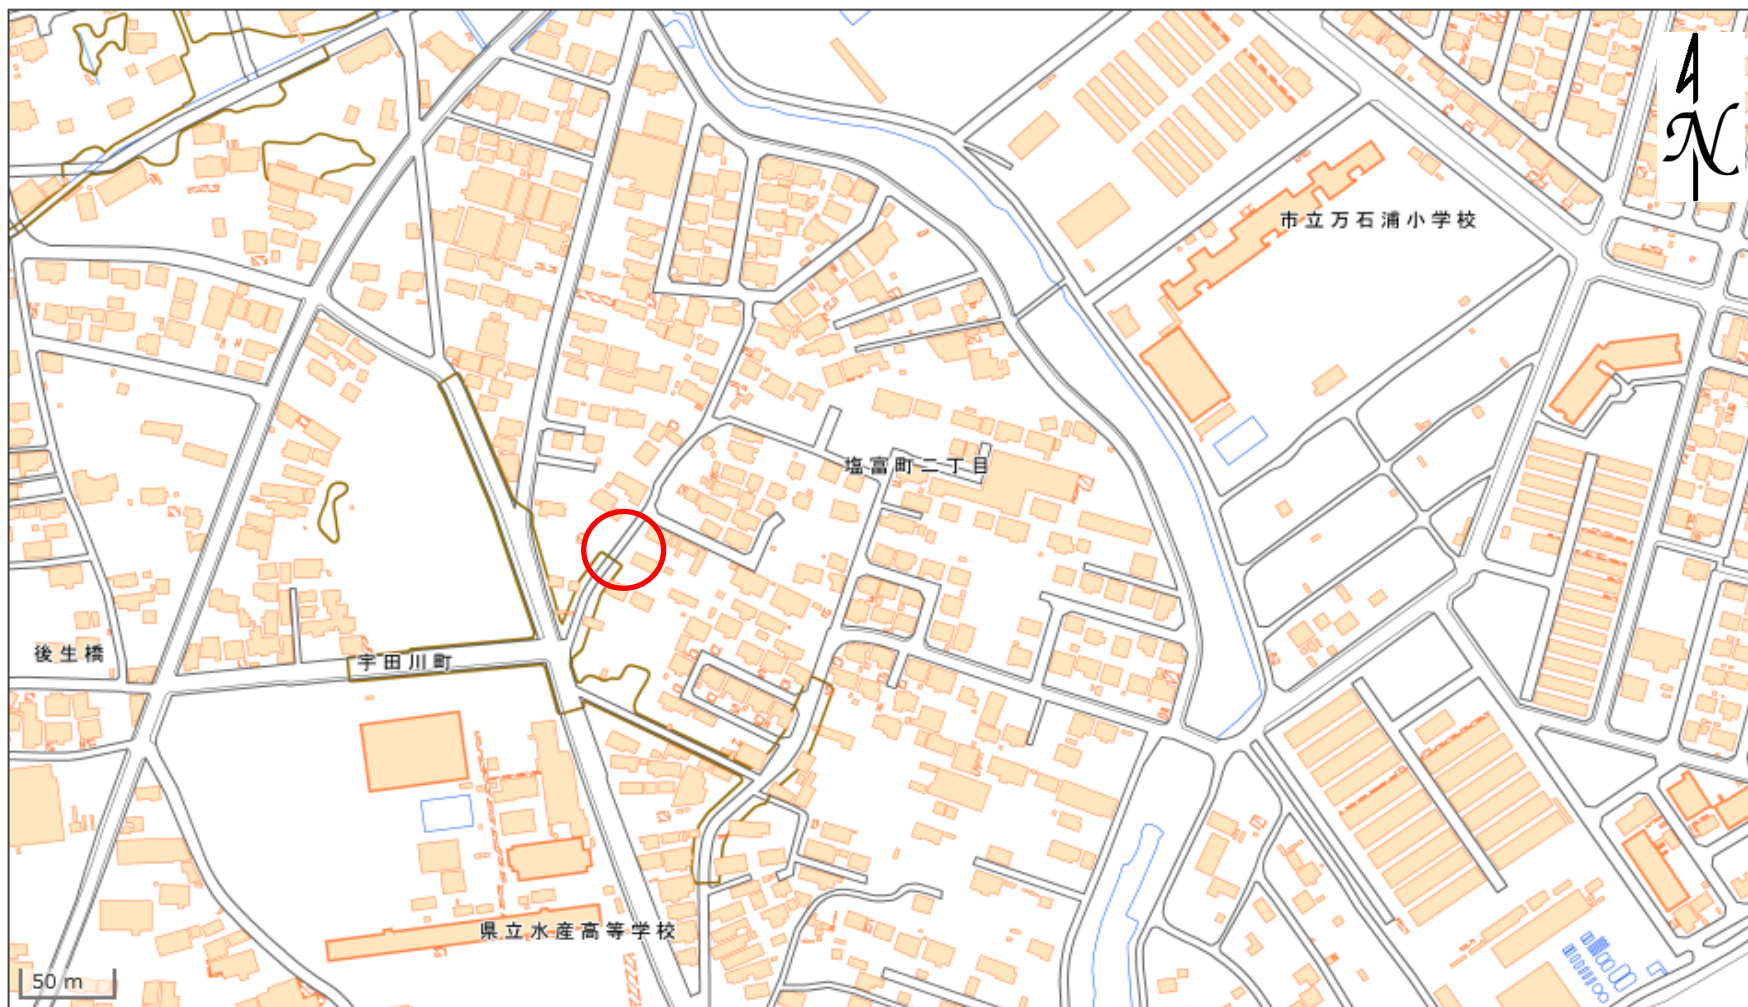 N
市立万石浦小学校
塩富町二丁目
後生橋
宇田川町
県立水産高等学校
50 m